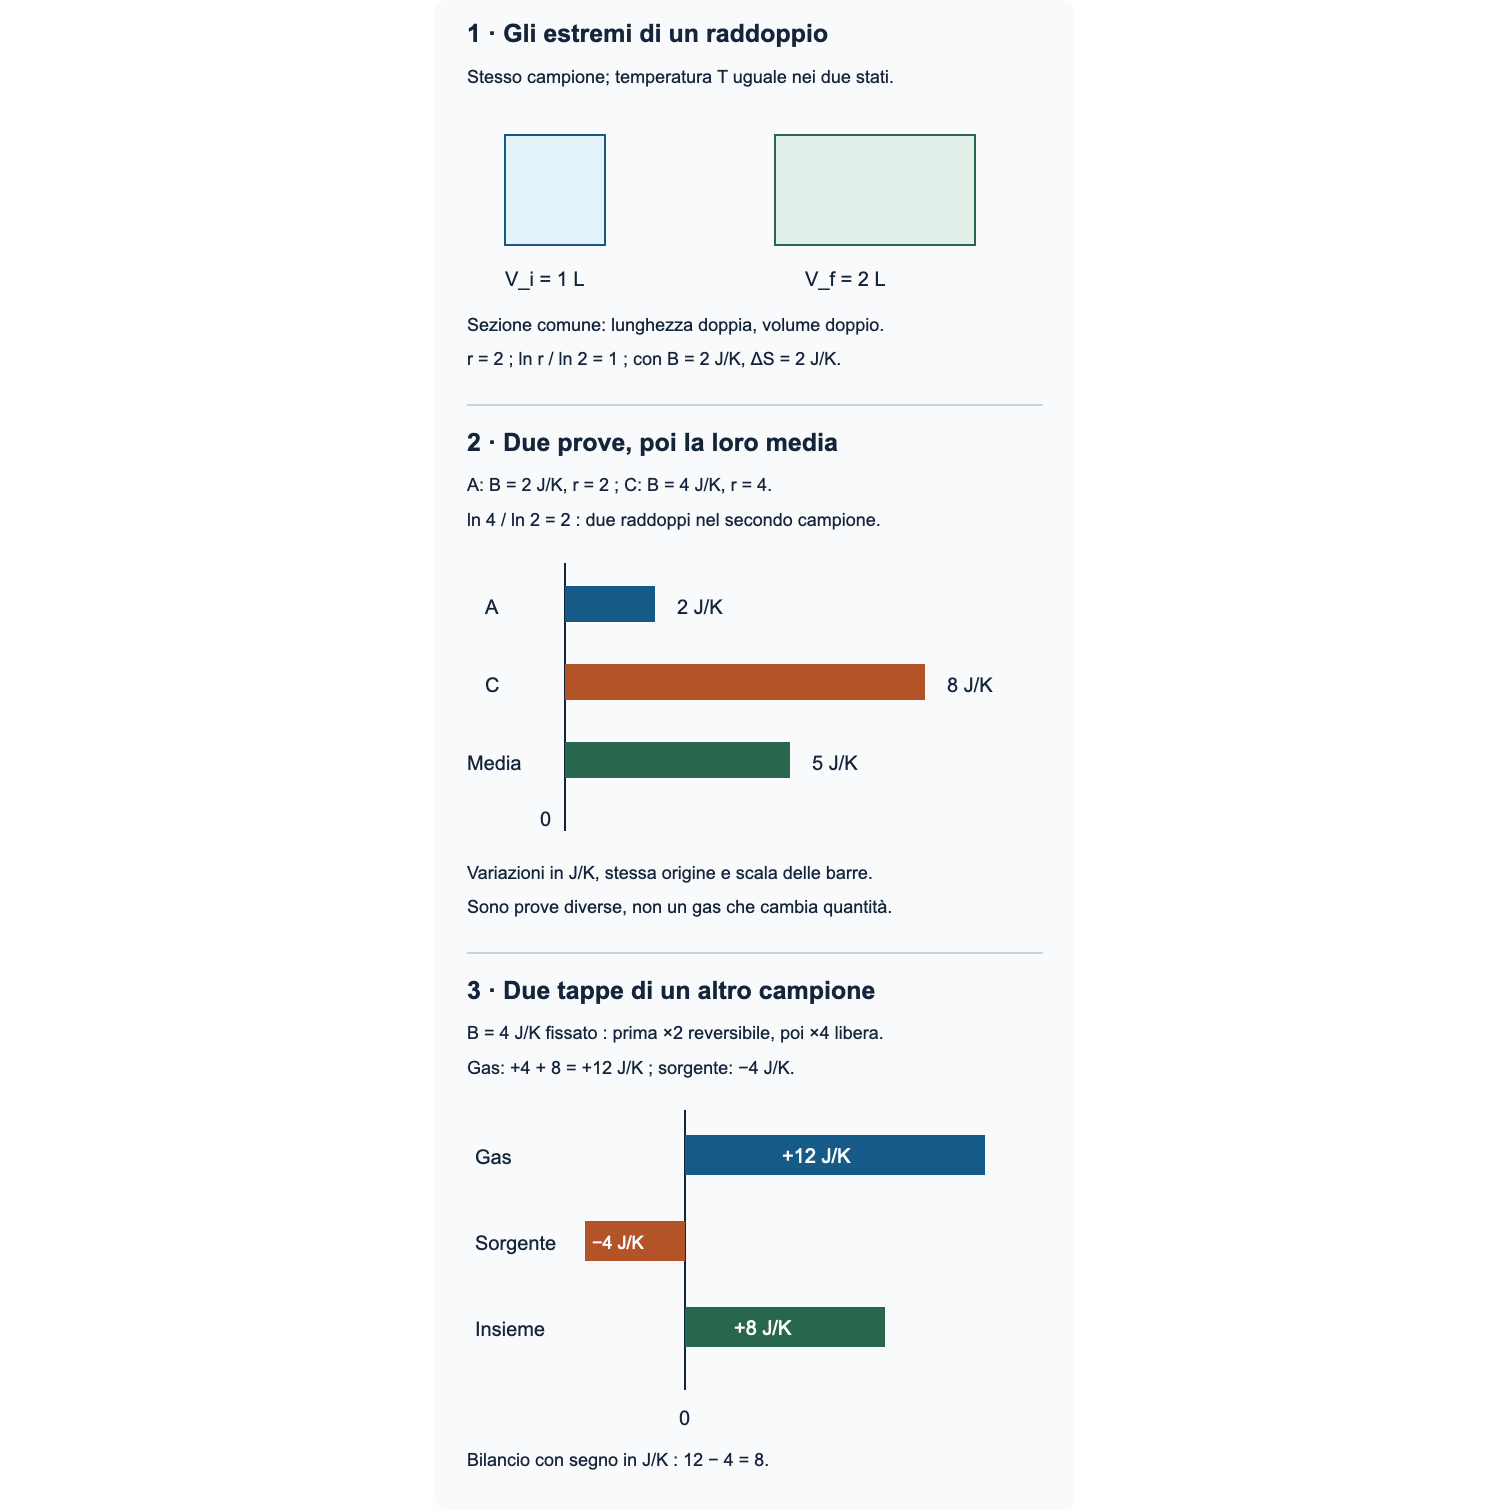 1 · Gli estremi di un raddoppio
Stesso campione; temperatura T uguale nei due stati.
V_i = 1 L
V_f = 2 L
Sezione comune: lunghezza doppia, volume doppio.
r = 2 ; ln r / ln 2 = 1 ; con B = 2 J/K, ΔS = 2 J/K.
2 · Due prove, poi la loro media
A: B = 2 J/K, r = 2 ; C: B = 4 J/K, r = 4.
ln 4 / ln 2 = 2 : due raddoppi nel secondo campione.
A 2 J/K
C 8 J/K
Media 5 J/K
0
Variazioni in J/K, stessa origine e scala delle barre.
Sono prove diverse, non un gas che cambia quantità.
3 · Due tappe di un altro campione
B = 4 J/K fissato : prima ×2 reversibile, poi ×4 libera.
Gas: +4 + 8 = +12 J/K ; sorgente: −4 J/K.
Gas +12 J/K
Sorgente −4 J/K
Insieme +8 J/K
0
Bilancio con segno in J/K : 12 − 4 = 8.